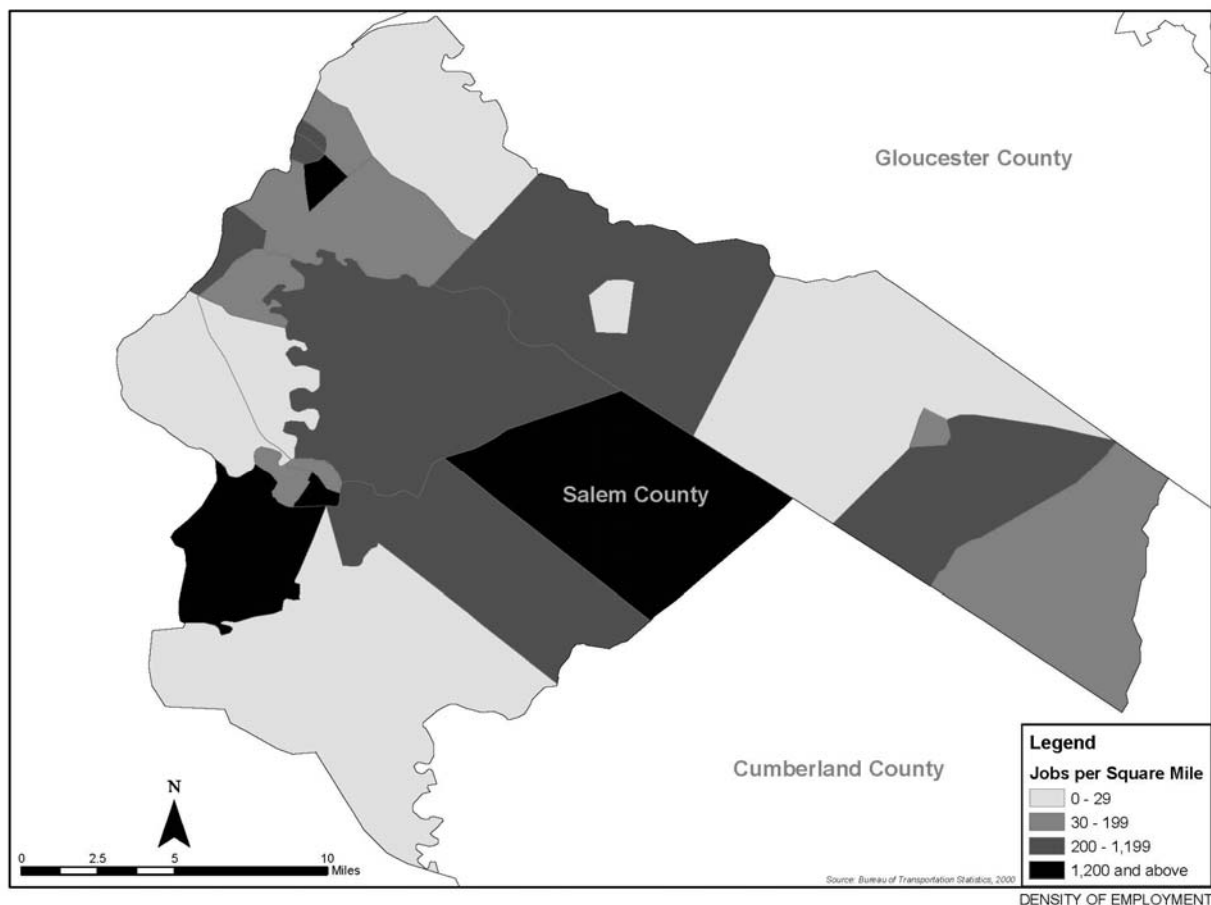 Gloucester County
Salem County
Cumberland County
Legend
Jobs per Square Mile
0 - 29
30 - 199
200 - 1,199
1,200 and above
N
0 2.5 5 10
Miles
Source: Bureau of Transportation Statistics, 2000
DENSITY OF EMPLOYMENT